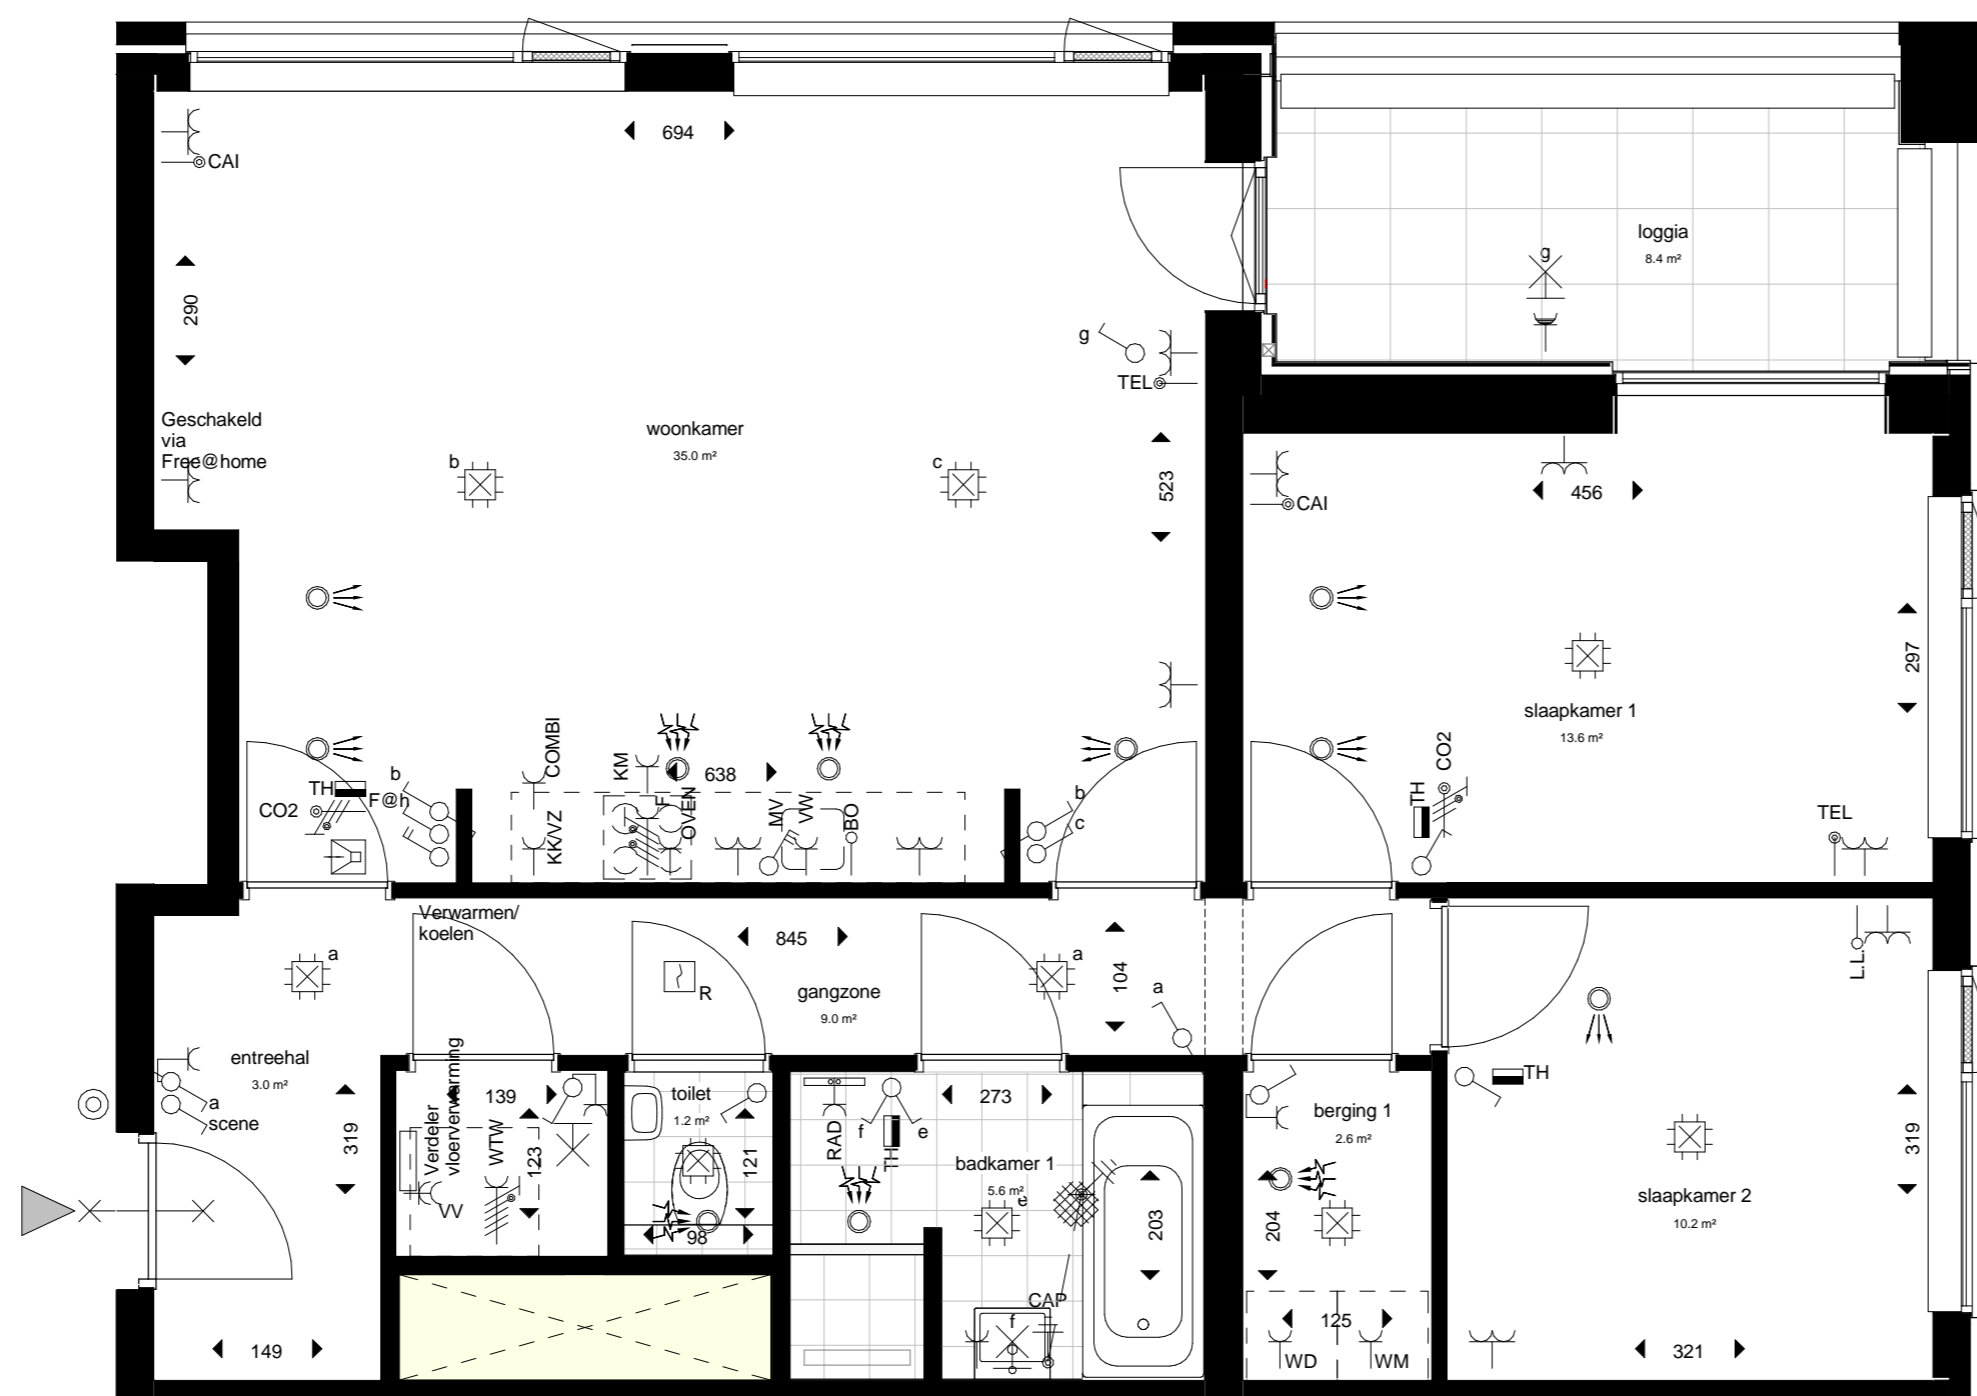 694
CAI
290
loggia
8.4 m²
g
g
TEL
Geschakeld
via
Free@home
woonkamer
35.0 m²
b
c
523
CAI
456
297
slaapkamer 1
13.6 m²
COMBI
KM
638
b
TH
F@h
CO2
KK/VZ
F
OVEN
MV
VW
BO
b
c
CO2
TH
TEL
Verwarmen/
koelen
a
845
R
gangzone
9.0 m²
a
104
a
L.L.
entreehal
3.0 m²
a
scene
319
139
Verdeler
vloerverwarming
WTW
123
VV
toilet
1.2 m²
121
98
RAD
f
e
TH
273
badkamer 1
5.6 m²
e
203
CAP
f
berging 1
2.6 m²
204
125
WD
WM
TH
slaapkamer 2
10.2 m²
319
149
321